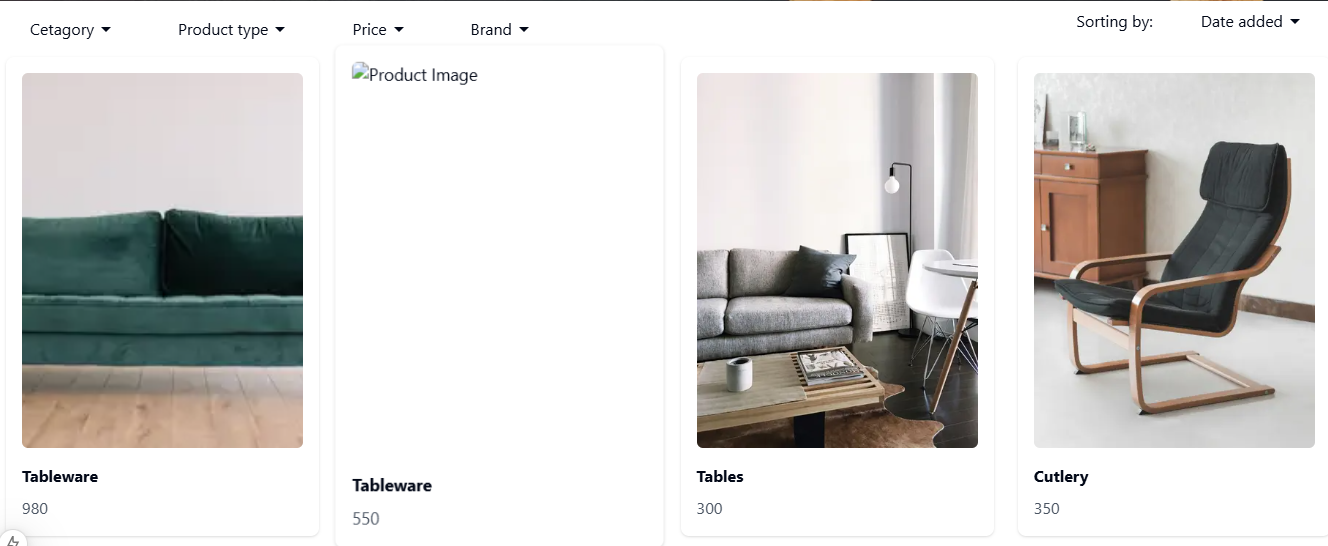 Cetagory
Product type
Price
Brand
Sorting by:
Date added
Product Image
Tableware
980
Tableware
550
Tables
300
Cutlery
350